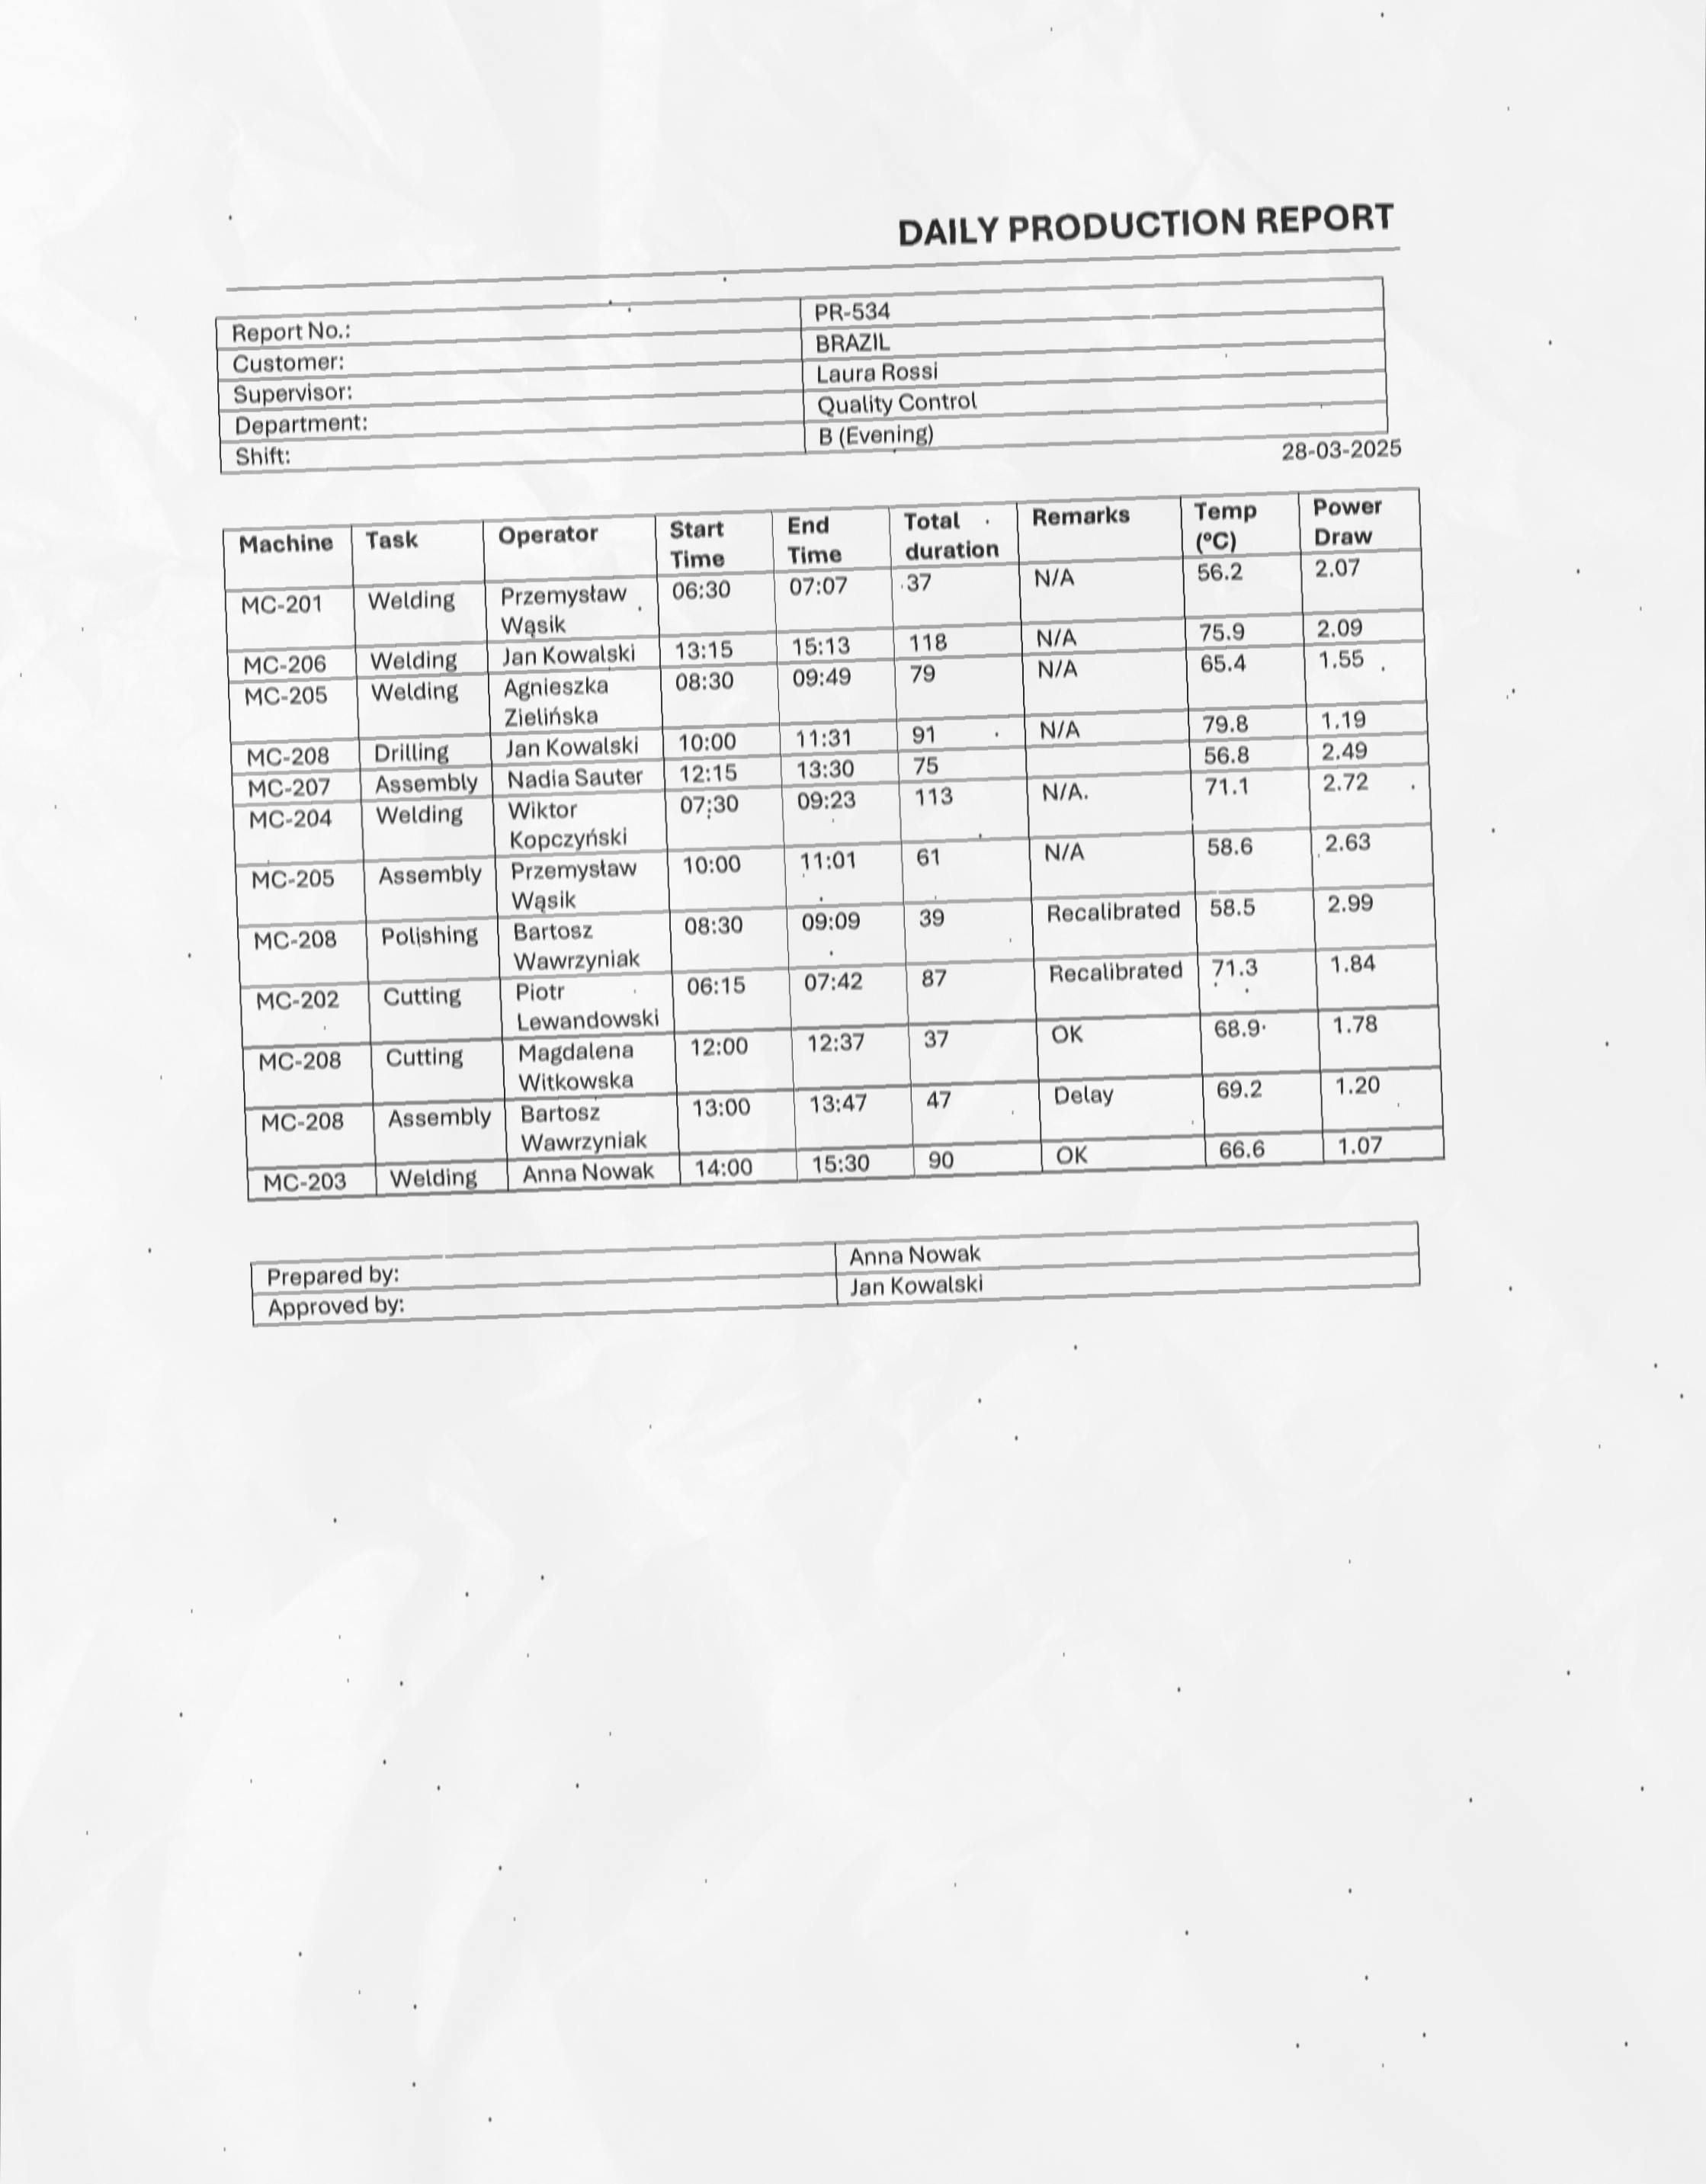 DAILY PRODUCTION REPORT
Report No.: PR-534
Customer: BRAZIL
Supervisor: Laura Rossi
Department: Quality Control
Shift: B (Evening)
28-03-2025
Machine Task Operator Start Time End Time Total duration Remarks Temp (°C) Power Draw
MC-201 Welding Przemysław Wąsik 06:30 07:07 37 N/A 56.2 2.07
MC-206 Welding Jan Kowalski 13:15 15:13 118 N/A 75.9 2.09
MC-205 Welding Agnieszka Zielińska 08:30 09:49 79 N/A 65.4 1.55
MC-208 Drilling Jan Kowalski 10:00 11:31 91 N/A 79.8 1.19
MC-207 Assembly Nadia Sauter 12:15 13:30 75 56.8 2.49
MC-204 Welding Wiktor Kopczyński 07:30 09:23 113 N/A 71.1 2.72
MC-205 Assembly Przemysław Wąsik 10:00 11:01 61 N/A 58.6 2.63
MC-208 Polishing Bartosz Wawrzyniak 08:30 09:09 39 Recalibrated 58.5 2.99
MC-202 Cutting Piotr Lewandowski 06:15 07:42 87 Recalibrated 71.3 1.84
MC-208 Cutting Magdalena Witkowska 12:00 12:37 37 OK 68.9 1.78
MC-208 Assembly Bartosz Wawrzyniak 13:00 13:47 47 Delay 69.2 1.20
MC-203 Welding Anna Nowak 14:00 15:30 90 OK 66.6 1.07
Prepared by: Anna Nowak
Approved by: Jan Kowalski